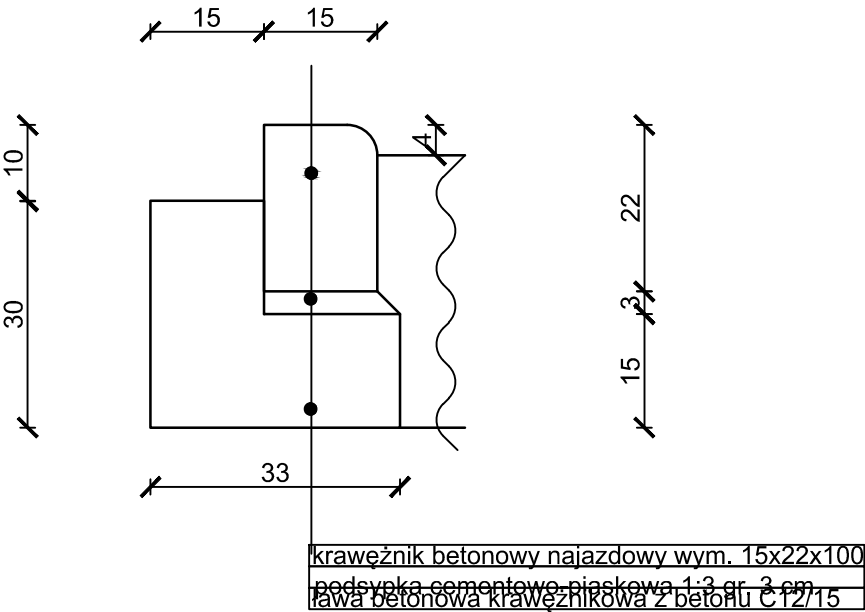 15 15
4
10
22
3
30
15
33
krawężnik betonowy najazdowy wym. 15x22x100
podsypka cementowo-piaskowa 1:3 gr. 3 cm
ława betonowa krawężnikowa z betonu C12/15